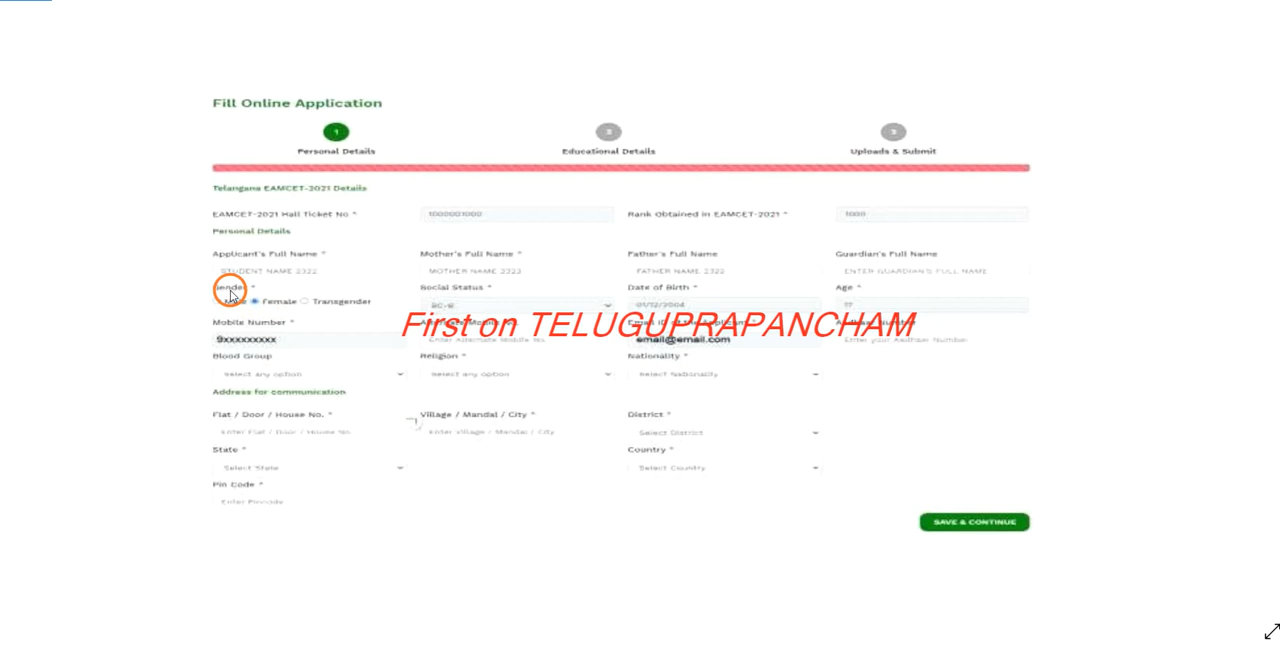 Fill Online Application
1 2 3
Personal Details Educational Details Uploads & Submit
Telangana EAMCET-2021 Details
EAMCET-2021 Hall Ticket No * 1000001000 Rank Obtained in EAMCET-2021 * 1000
Personal Details
Applicant's Full Name * Mother's Full Name * Father's Full Name Guardian's Full Name
STUDENT NAME 2322 MOTHER NAME 2322 FATHER NAME 2322 ENTER GUARDIAN'S FULL NAME
Gender * Social Status * Date of Birth * Age *
Male Female Transgender BC-B 01/12/2004 17
First on TELUGUPRAPANCHAM
Mobile Number *
9xxxxxxxxx Enter Alternate Mobile No. email@email.com Enter your Aadhaar Number
Blood Group Religion * Nationality *
Select any option Select any option Select Nationality
Address for communication
Flat / Door / House No. * Village / Mandal / City * District *
Enter Flat / Door / House No Enter Village / Mandal / City Select District
State * Country *
Select State Select Country
Pin Code *
Enter Pincode
SAVE & CONTINUE